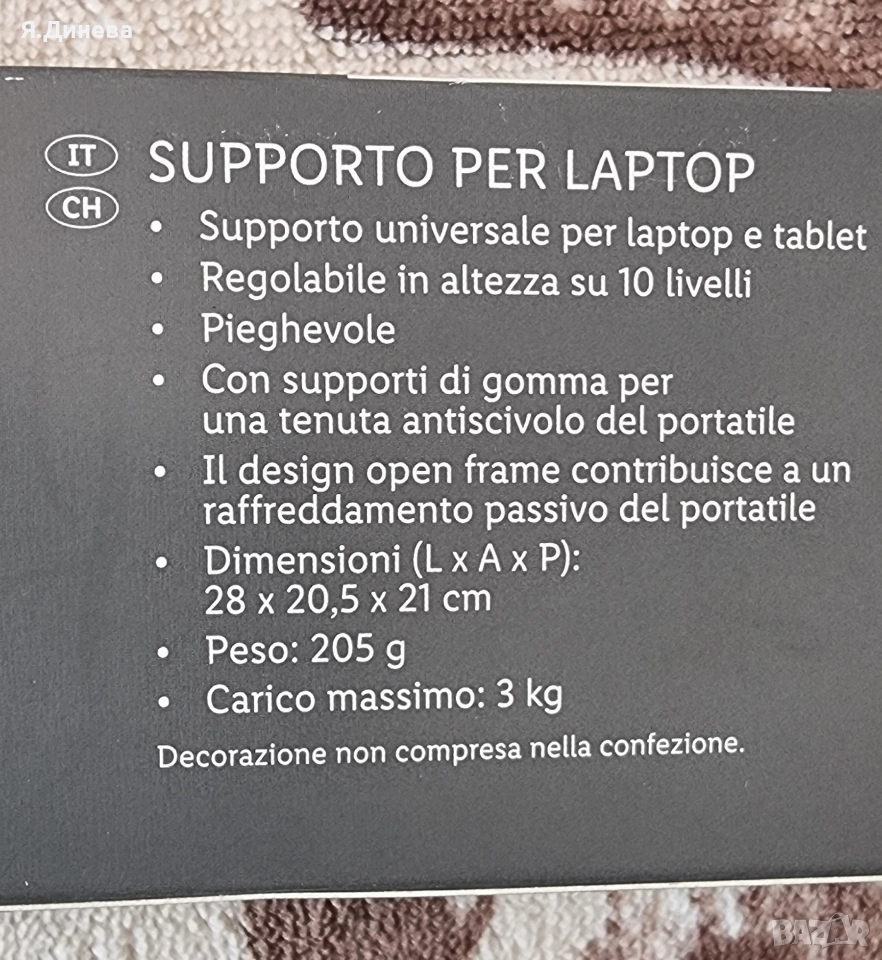 Я.Динева
IT
CH
SUPPORTO PER LAPTOP
• Supporto universale per laptop e tablet
• Regolabile in altezza su 10 livelli
• Pieghevole
• Con supporti di gomma per
una tenuta antiscivolo del portatile
• Il design open frame contribuisce a un
raffreddamento passivo del portatile
• Dimensioni (L x A x P):
28 x 20,5 x 21 cm
• Peso: 205 g
• Carico massimo: 3 kg
Decorazione non compresa nella confezione.
BAZAR